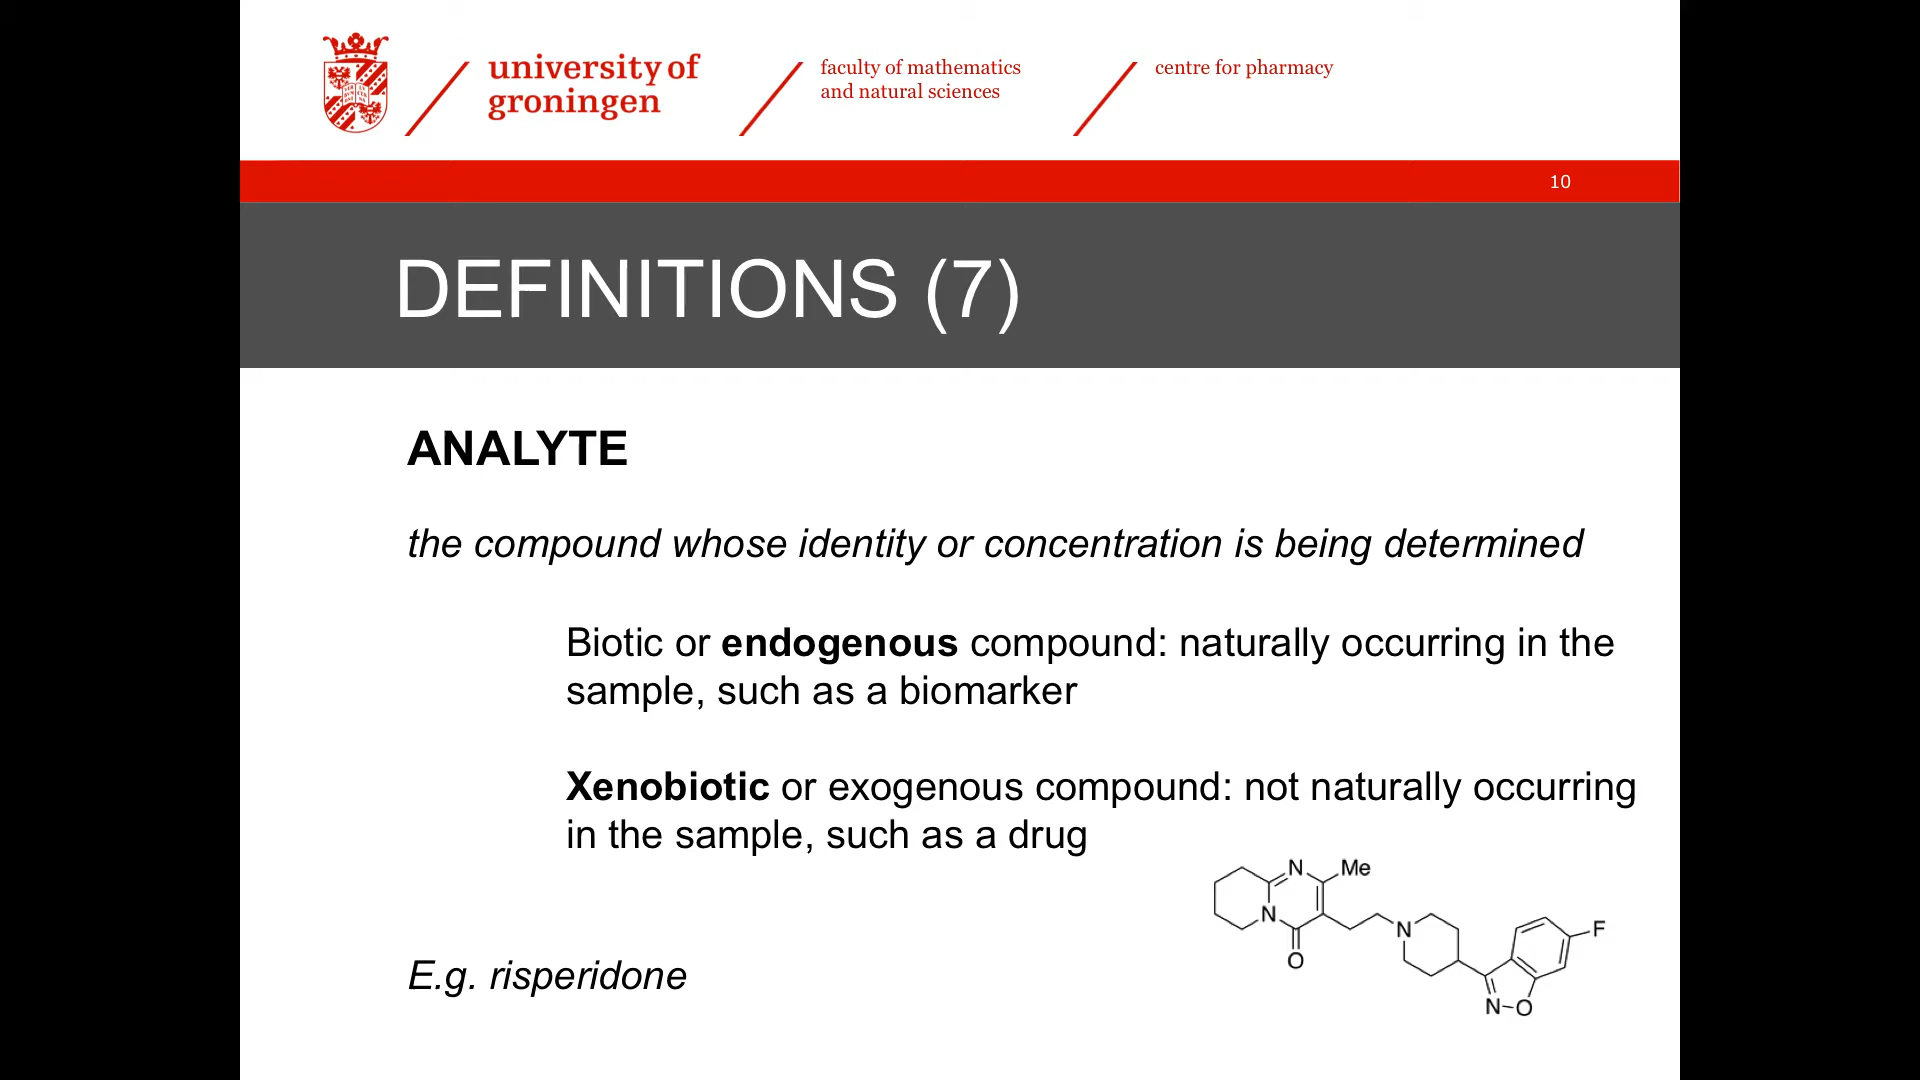 university of
groningen
faculty of mathematics
and natural sciences
centre for pharmacy
10
DEFINITIONS (7)
ANALYTE
the compound whose identity or concentration is being determined
Biotic or endogenous compound: naturally occurring in the
sample, such as a biomarker
Xenobiotic or exogenous compound: not naturally occurring
in the sample, such as a drug
N
Me
N
O
N
F
N
O
E.g. risperidone